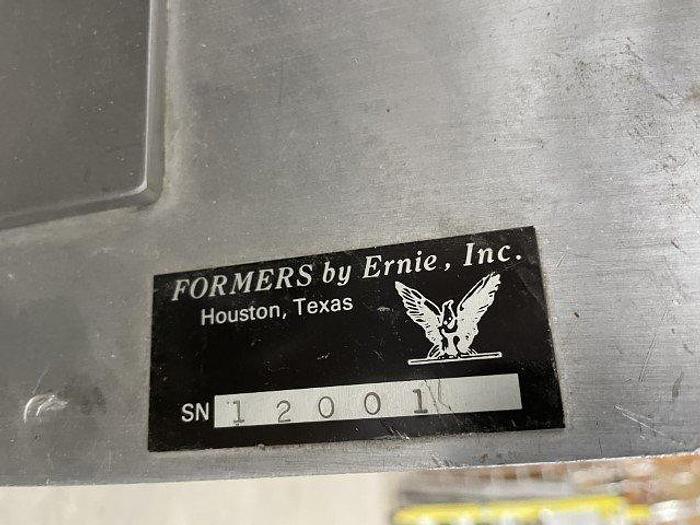 FORMERS by Ernie, Inc.
Houston, Texas
SN 12001